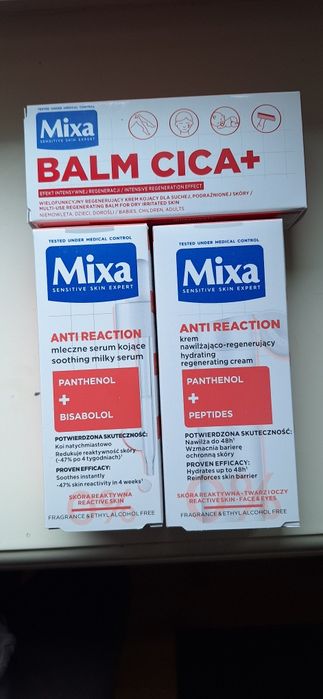 TESTED UNDER MEDICAL CONTROL
Mixa
SENSITIVE SKIN EXPERT
BALM CICA+
EFEKT INTENSYWNEJ REGENERACJI / INTENSIVE REGENERATION EFFECT
WIELOFUNKCYJNY REGENERUJĄCY KREM KOJĄCY DLA SUCHEJ, PODRAŻNIONEJ SKÓRY /
MULTI-USE REGENERATING BALM FOR DRY IRRITATED SKIN
NIEMOWLĘTA, DZIECI, DOROŚLI / BABIES, CHILDREN, ADULTS
TESTED UNDER MEDICAL CONTROL
Mixa
SENSITIVE SKIN EXPERT
ANTI REACTION
mleczne serum kojące
soothing milky serum
PANTHENOL
+
BISABOLOL
POTWIERDZONA SKUTECZNOŚĆ:
Koi natychmiastowo
Redukuje reaktywność skóry
(-47% po 4 tygodniach)¹
PROVEN EFFICACY:
Soothes instantly
-47% skin reactivity in 4 weeks¹
SKÓRA REAKTYWNA
REACTIVE SKIN
FRAGRANCE & ETHYL ALCOHOL FREE
TESTED UNDER MEDICAL CONTROL
Mixa
SENSITIVE SKIN EXPERT
ANTI REACTION
krem
nawilżająco-regenerujący
hydrating
regenerating cream
PANTHENOL
+
PEPTIDES
POTWIERDZONA SKUTECZNOŚĆ:
Nawilża do 48h¹
Wzmacnia barierę
ochronną skóry
PROVEN EFFICACY:
Hydrates up to 48h¹
Reinforces skin barrier
SKÓRA REAKTYWNA - TWARZ I OCZY
REACTIVE SKIN - FACE & EYES
FRAGRANCE & ETHYL ALCOHOL FREE